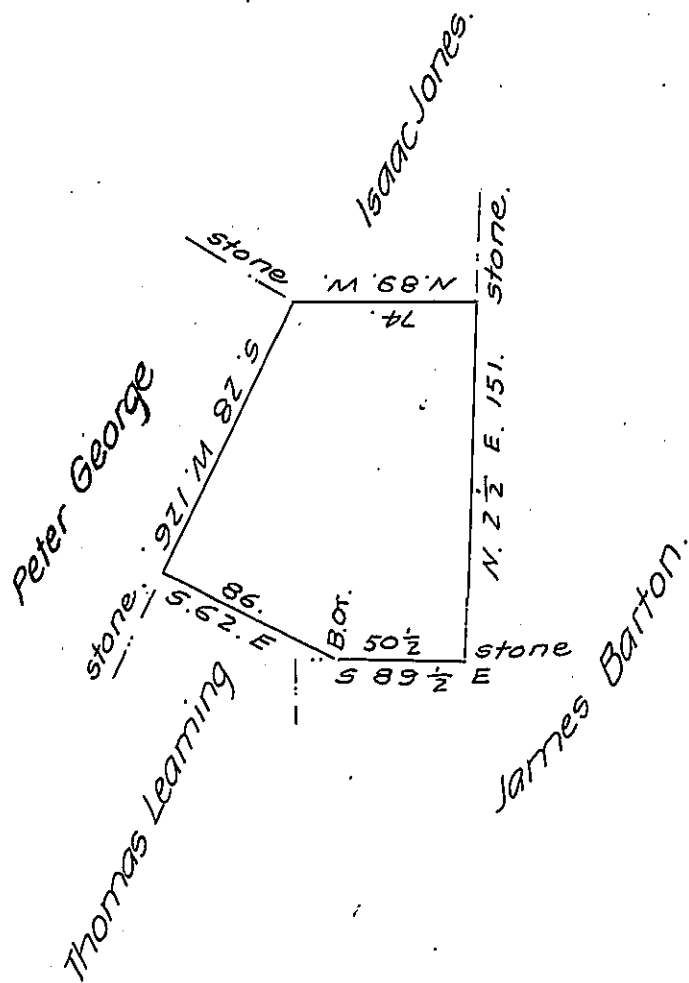 Isaac Jones.
stone
N. 89. W.
74.
stone.
S. 28 W. 126.
Peter George
N. 2 1/2 E. 151.
stone.
86.
S. 62. E
B.or.
50 1/2
S 89 1/2 E
stone
James Barton.
Thomas Leaming